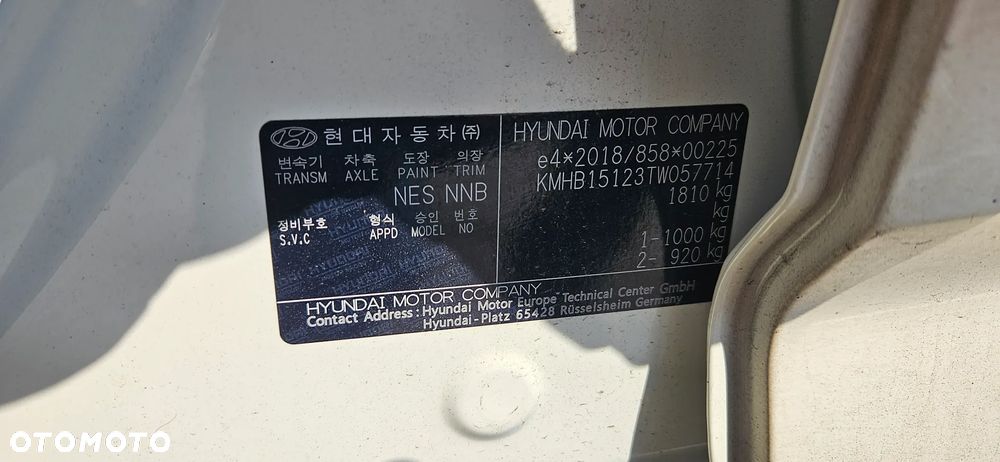 현대자동차㈜
변속기 차축 도장 의장
TRANSM AXLE PAINT TRIM
NES NNB
정비부호 형식 승인 번호
S.V.C APPD MODEL NO
HYUNDAI MOTOR COMPANY
e4*2018/858*00225
KMHB15123TW057714
1810 kg
kg
1- 1000 kg
2- 920 kg
HYUNDAI MOTOR COMPANY
Contact Address : Hyundai Motor Europe Technical Center GmbH
Hyundai-Platz 65428 Rüsselsheim Germany
OTOMOTO